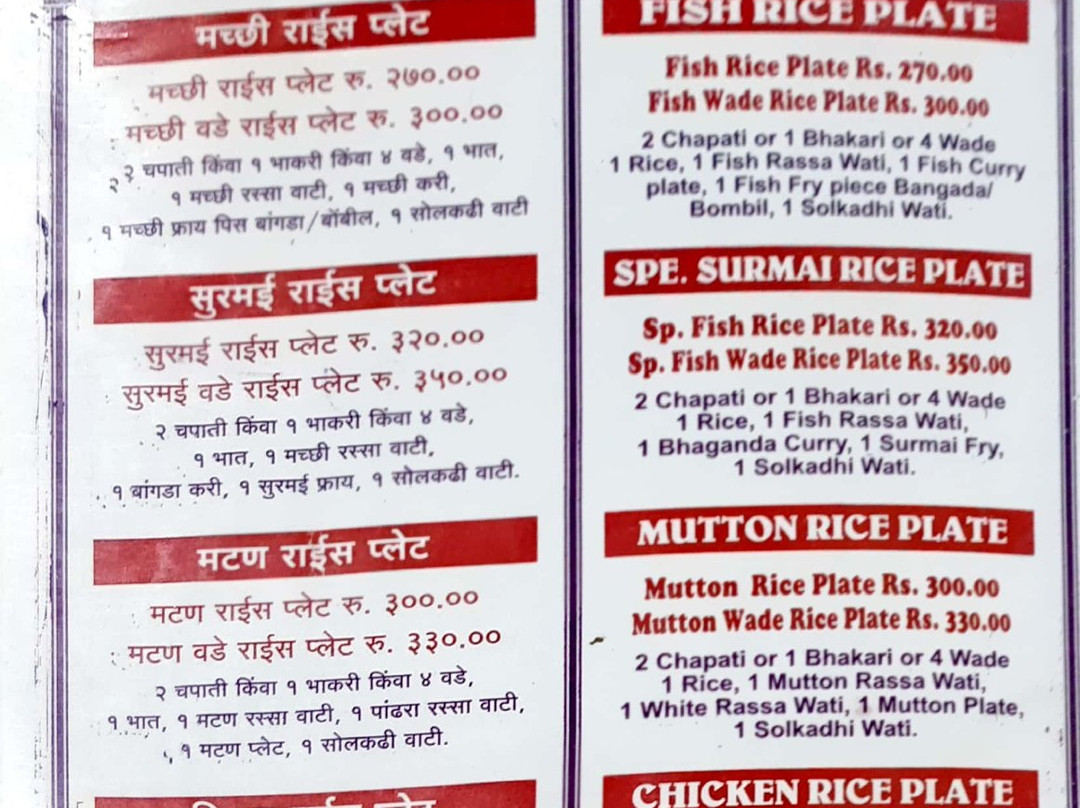 मच्छी राईस प्लेट
मच्छी राईस प्लेट रु. २७०.००
मच्छी वडे राईस प्लेट रु. ३००.००
२ चपाती किंवा १ भाकरी किंवा ४ वडे, १ भात,
१ मच्छी रस्सा वाटी, १ मच्छी करी,
१ मच्छी फ्राय पिस बांगडा/बोंबील, १ सोलकढी वाटी
सुरमई राईस प्लेट
सुरमई राईस प्लेट रु. ३२०.००
सुरमई वडे राईस प्लेट रु. ३५०.००
२ चपाती किंवा १ भाकरी किंवा ४ वडे,
१ भात, १ मच्छी रस्सा वाटी,
१ बांगडा करी, १ सुरमई फ्राय, १ सोलकढी वाटी.
मटण राईस प्लेट
मटण राईस प्लेट रु. ३००.००
मटण वडे राईस प्लेट रु. ३३०.००
२ चपाती किंवा १ भाकरी किंवा ४ वडे,
१ भात, १ मटण रस्सा वाटी, १ पांढरा रस्सा वाटी,
१ मटण प्लेट, १ सोलकढी वाटी.
FISH RICE PLATE
Fish Rice Plate Rs. 270.00
Fish Wade Rice Plate Rs. 300.00
2 Chapati or 1 Bhakari or 4 Wade
1 Rice, 1 Fish Rassa Wati, 1 Fish Curry
plate, 1 Fish Fry piece Bangada/
Bombil, 1 Solkadhi Wati.
SPE. SURMAI RICE PLATE
Sp. Fish Rice Plate Rs. 320.00
Sp. Fish Wade Rice Plate Rs. 350.00
2 Chapati or 1 Bhakari or 4 Wade
1 Rice, 1 Fish Rassa Wati,
1 Bhaganda Curry, 1 Surmai Fry,
1 Solkadhi Wati.
MUTTON RICE PLATE
Mutton Rice Plate Rs. 300.00
Mutton Wade Rice Plate Rs. 330.00
2 Chapati or 1 Bhakari or 4 Wade
1 Rice, 1 Mutton Rassa Wati,
1 White Rassa Wati, 1 Mutton Plate,
1 Solkadhi Wati.
CHICKEN RICE PLATE